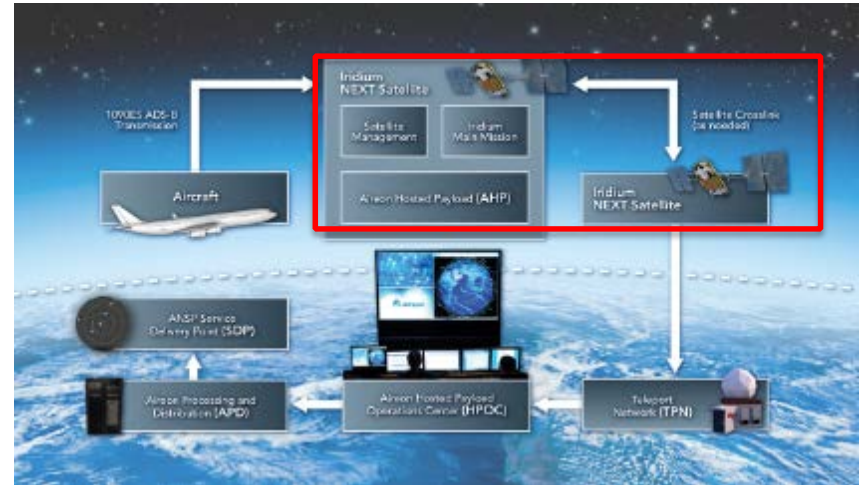 Iridium
NEXT Satellite
1090ES ADS-B
Transmission
Satellite
Management
Iridium
Main Mission
Satellite Crosslink
(as needed)
Aircraft
Aireon Hosted Payload (AHP)
Iridium
NEXT Satellite
ANSP Service
Delivery Point (SDP)
Aireon Processing and
Distribution (APD)
Aireon Hosted Payload
Operations Center (HPOC)
Teleport
Network (TPN)